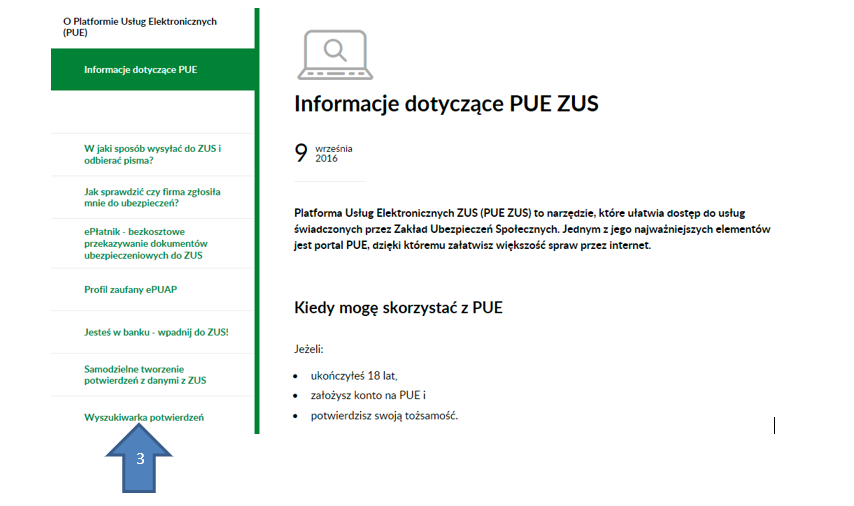 O Platformie Usług Elektronicznych
(PUE)
Informacje dotyczące PUE
W jaki sposób wysyłać do ZUS i
odbierać pisma?
Jak sprawdzić czy firma zgłosiła
mnie do ubezpieczeń?
ePłatnik - bezkosztowe
przekazywanie dokumentów
ubezpieczeniowych do ZUS
Profil zaufany ePUAP
Jesteś w banku - wpadnij do ZUS!
Samodzielne tworzenie
potwierdzeń z danymi z ZUS
Wyszukiwarka potwierdzeń
3
Informacje dotyczące PUE ZUS
9 września
2016
Platforma Usług Elektronicznych ZUS (PUE ZUS) to narzędzie, które ułatwia dostęp do usług
świadczonych przez Zakład Ubezpieczeń Społecznych. Jednym z jego najważniejszych elementów
jest portal PUE, dzięki któremu załatwisz większość spraw przez internet.
Kiedy mogę skorzystać z PUE
Jeżeli:
• ukończyłeś 18 lat,
• założysz konto na PUE i
• potwierdzisz swoją tożsamość.